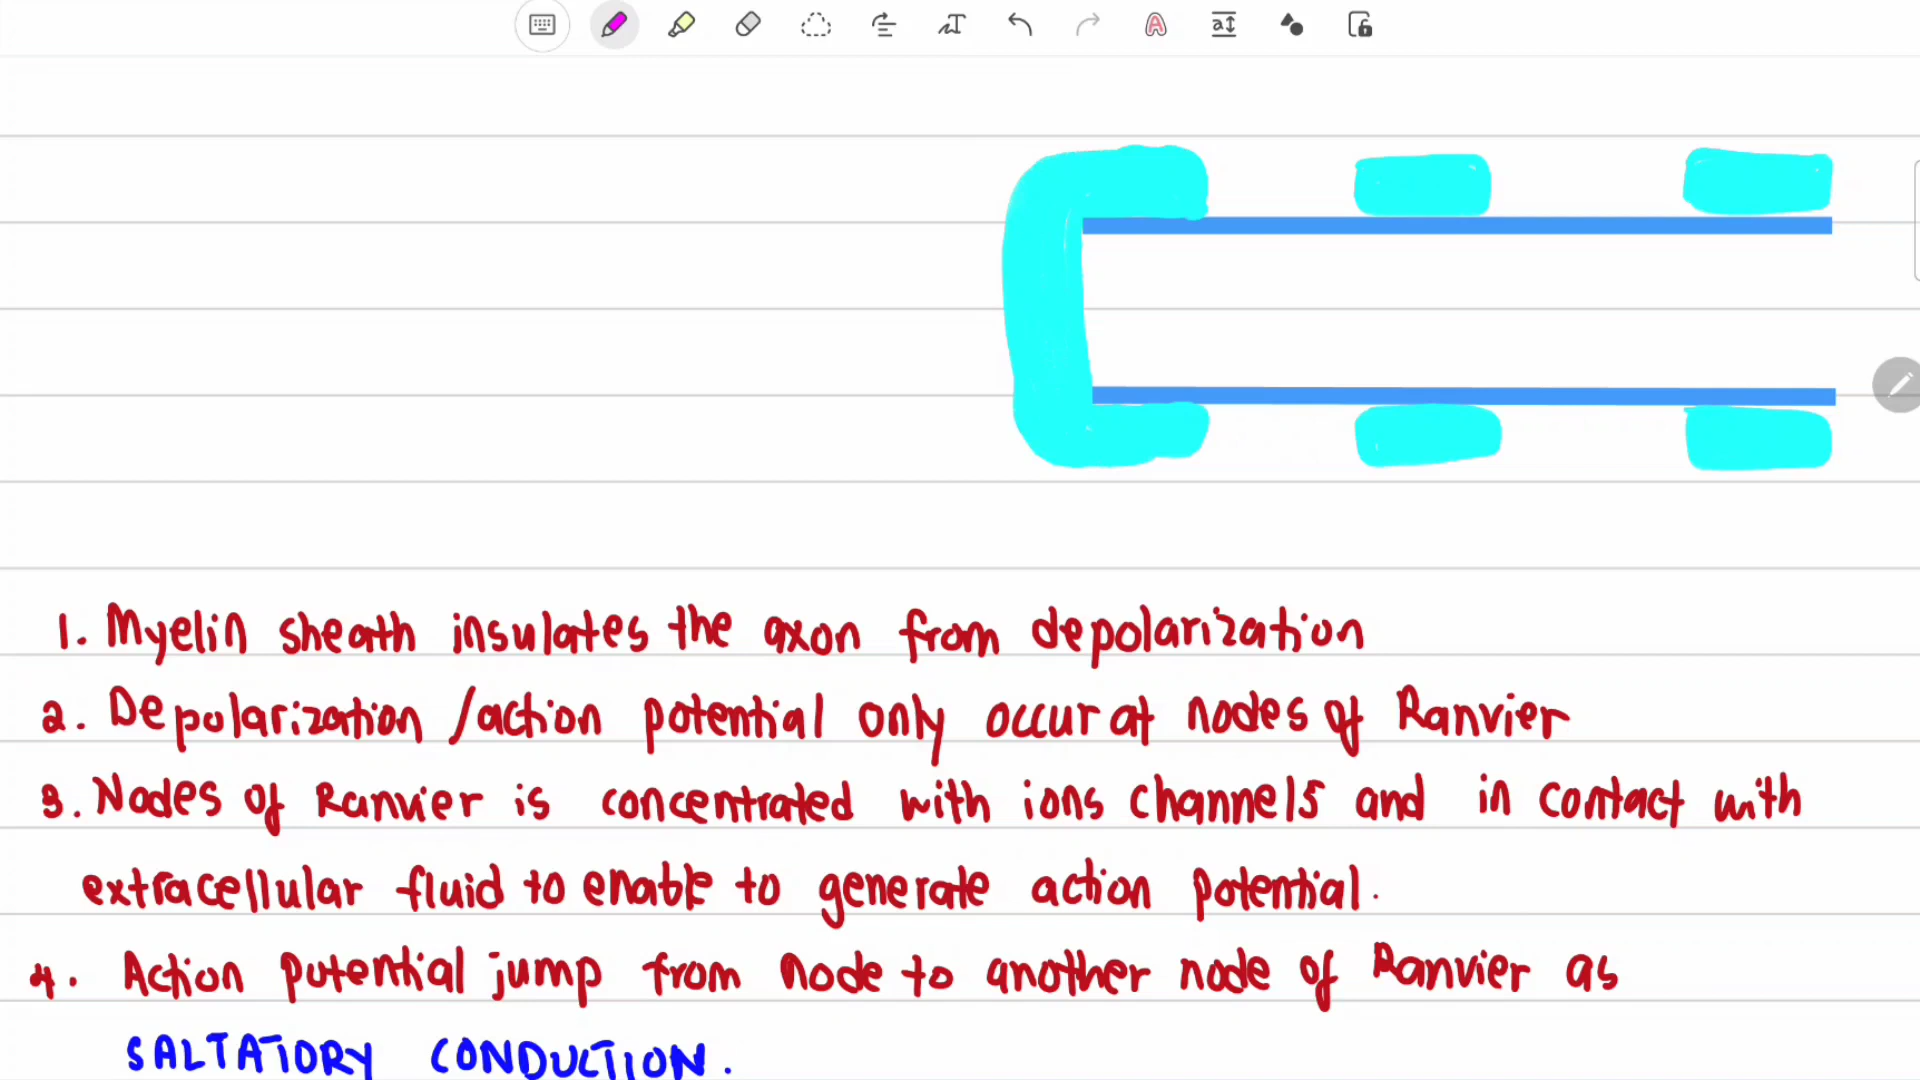 1. Myelin sheath insulates the axon from depolarization
2. Depolarization /action potential only occur at nodes of Ranvier
3. Nodes of Ranvier is concentrated with ions channels and in contact with
extracellular fluid to enable to generate action potential.
4. Action potential jump from node to another node of Ranvier as
SALTATIORY CONDUCTION.